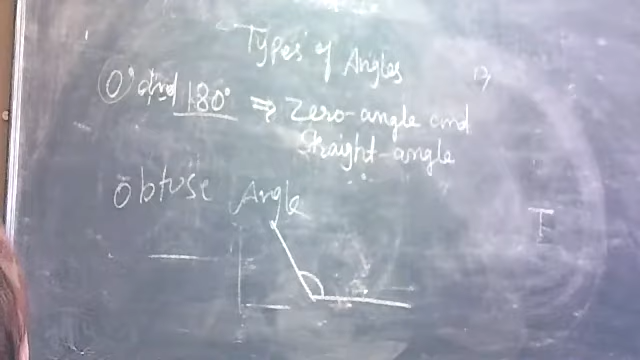 Types of Angles
0° and 180° ⇒ Zero-angle and
Straight-angle
Obtuse Angle